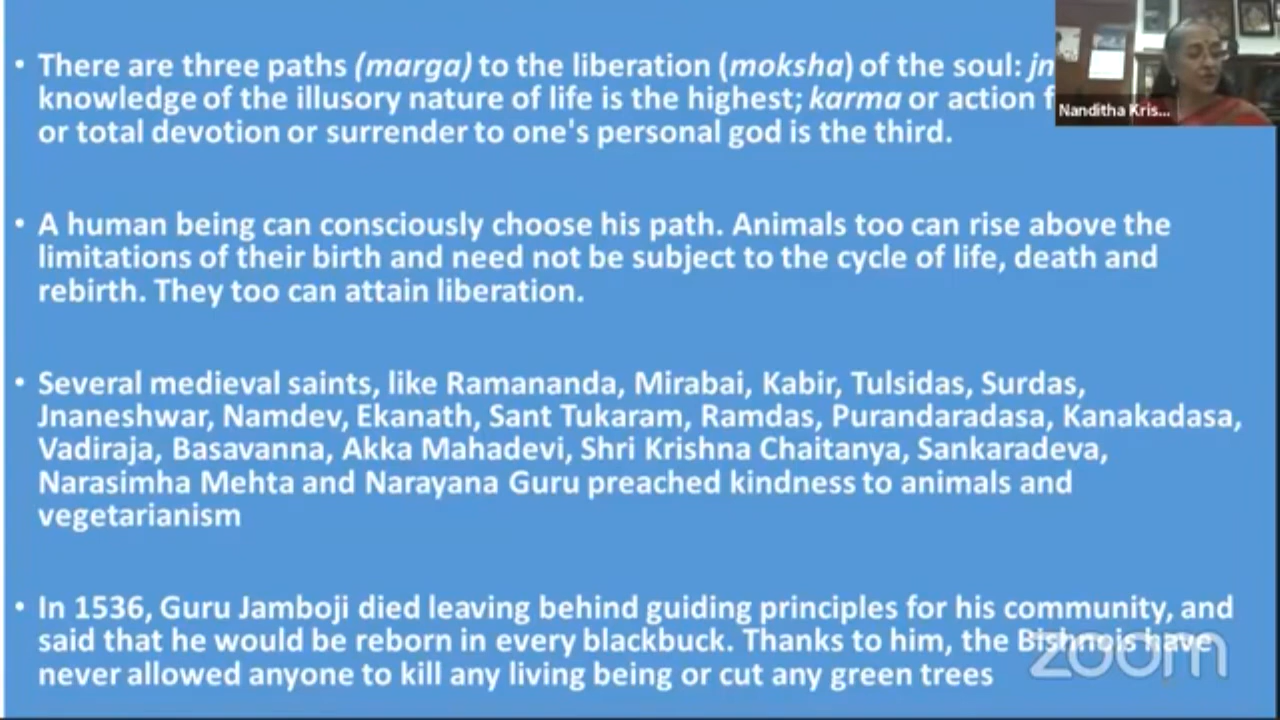 • There are three paths (marga) to the liberation (moksha) of the soul: jn
knowledge of the illusory nature of life is the highest; karma or action f
or total devotion or surrender to one's personal god is the third.
• A human being can consciously choose his path. Animals too can rise above the
limitations of their birth and need not be subject to the cycle of life, death and
rebirth. They too can attain liberation.
• Several medieval saints, like Ramananda, Mirabai, Kabir, Tulsidas, Surdas,
Jnaneshwar, Namdev, Ekanath, Sant Tukaram, Ramdas, Purandaradasa, Kanakadasa,
Vadiraja, Basavanna, Akka Mahadevi, Shri Krishna Chaitanya, Sankaradeva,
Narasimha Mehta and Narayana Guru preached kindness to animals and
vegetarianism
• In 1536, Guru Jamboji died leaving behind guiding principles for his community, and
said that he would be reborn in every blackbuck. Thanks to him, the Bishnois have
never allowed anyone to kill any living being or cut any green trees
Nanditha Kris...
zoom